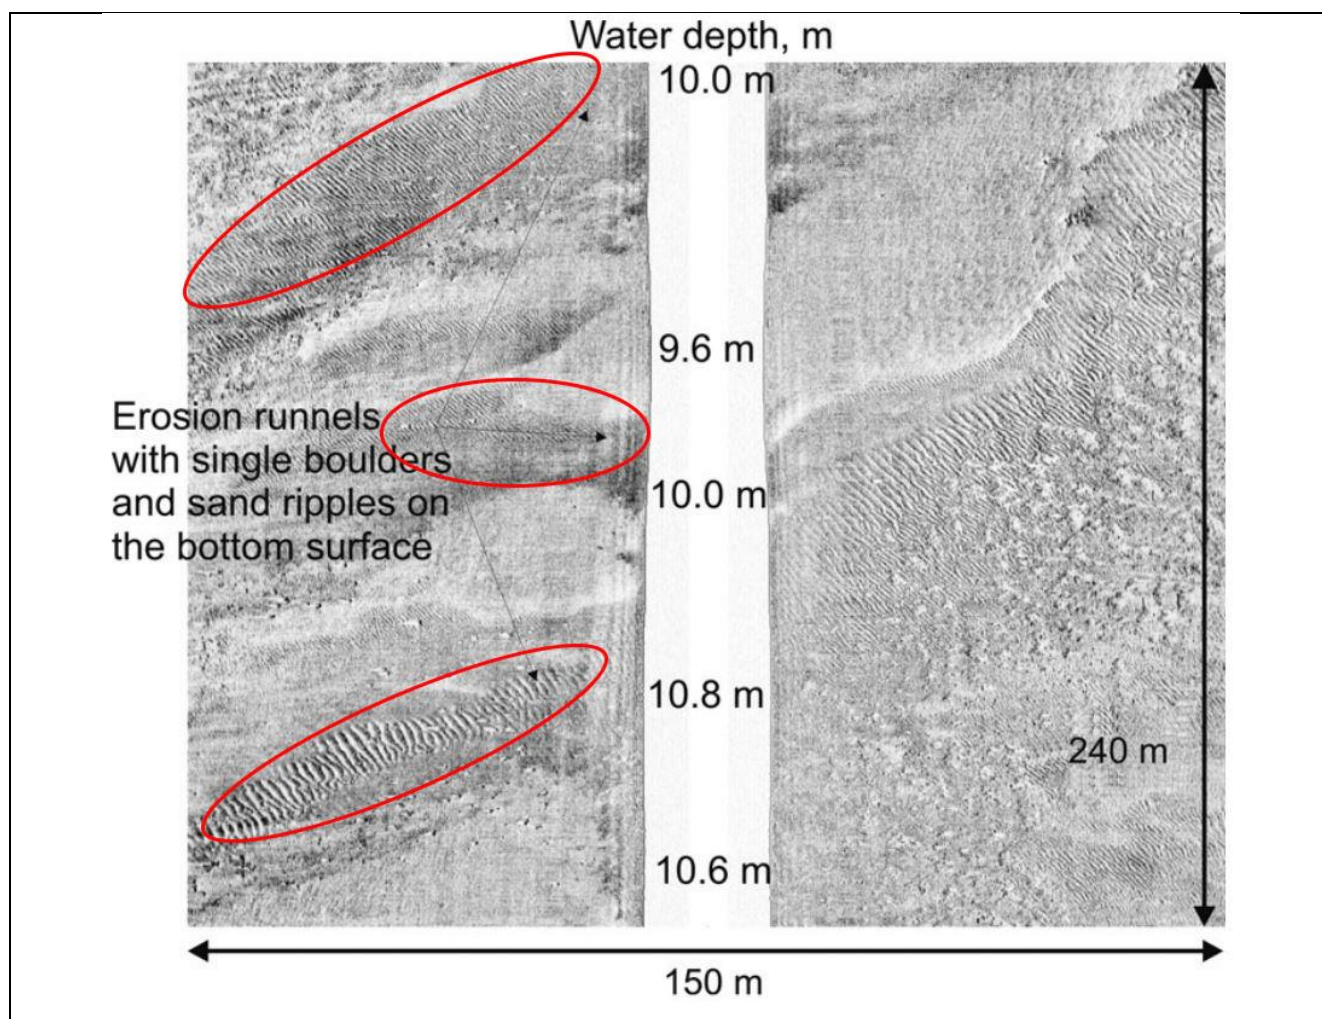 Water depth, m
10.0 m
9.6 m
Erosion runnels
with single boulders
and sand ripples on
the bottom surface
10.0 m
10.8 m
240 m
10.6 m
150 m